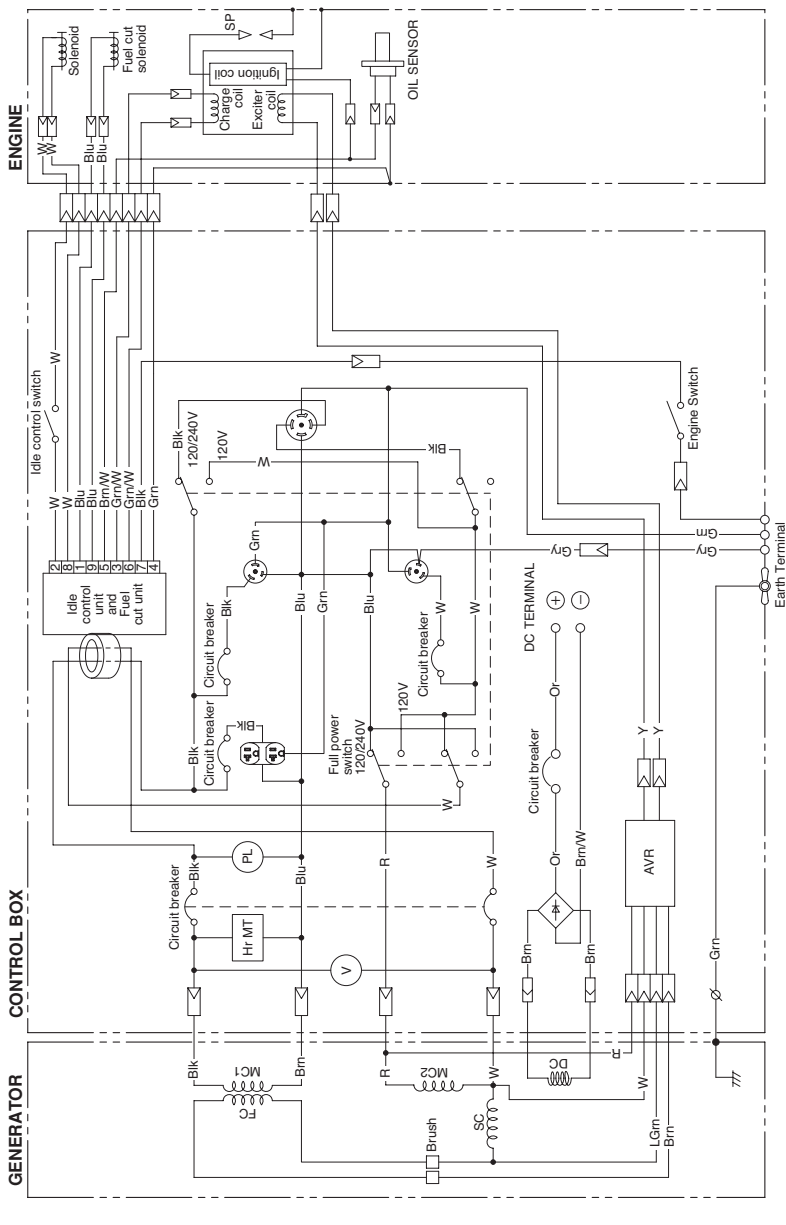 ENGINE
Solenoid
Fuel cut
solenoid
SP
Ignition coil
Charge
coil
Exciter
coil
OIL SENSOR
W
W
Blu
Blu
CONTROL BOX
Idle control switch
W
W
W
Blu
Blu
Brn/W
Grn/W
Grn/W
Blk
Grn
2
8
1
9
5
3
6
7
4
Idle
control
unit
and
Fuel
cut unit
Blk
120/240V
120V
W
Blk
Engine Switch
Grn
Blk
Circuit breaker
Blu
Grn
Blu
W
W
Circuit breaker
Gry
Grn
Gry
Earth Terminal
Blk
Circuit breaker
Blk
Full power
switch
120/240V
120V
W
DC TERMINAL
+
−
Or
Circuit breaker
Or
Brn/W
Y
Y
AVR
Circuit breaker
Blk
PL
Blu
R
W
Hr MT
V
Brn
Brn
Grn
GENERATOR
Blk
MC1
FC
Brn
R
MC2
W
SC
Brush
DC
R
W
LGrn
Brn